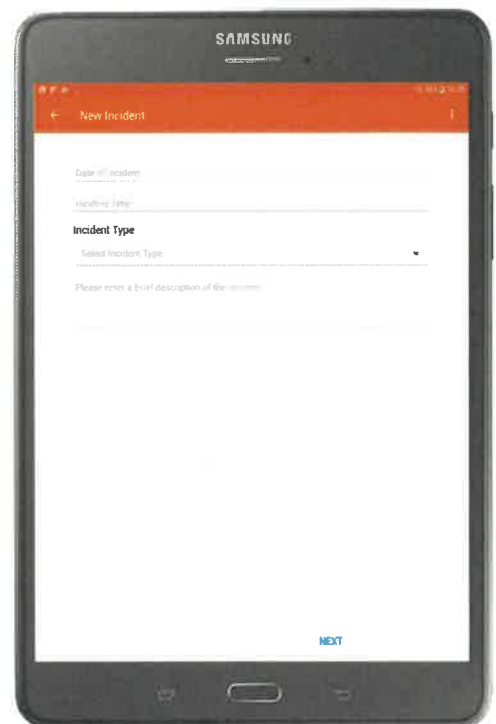 SAMSUNG
New Incident
Date of Incident
Incident Time
Incident Type
Select Incident Type
Please enter a brief description of the incident
NEXT